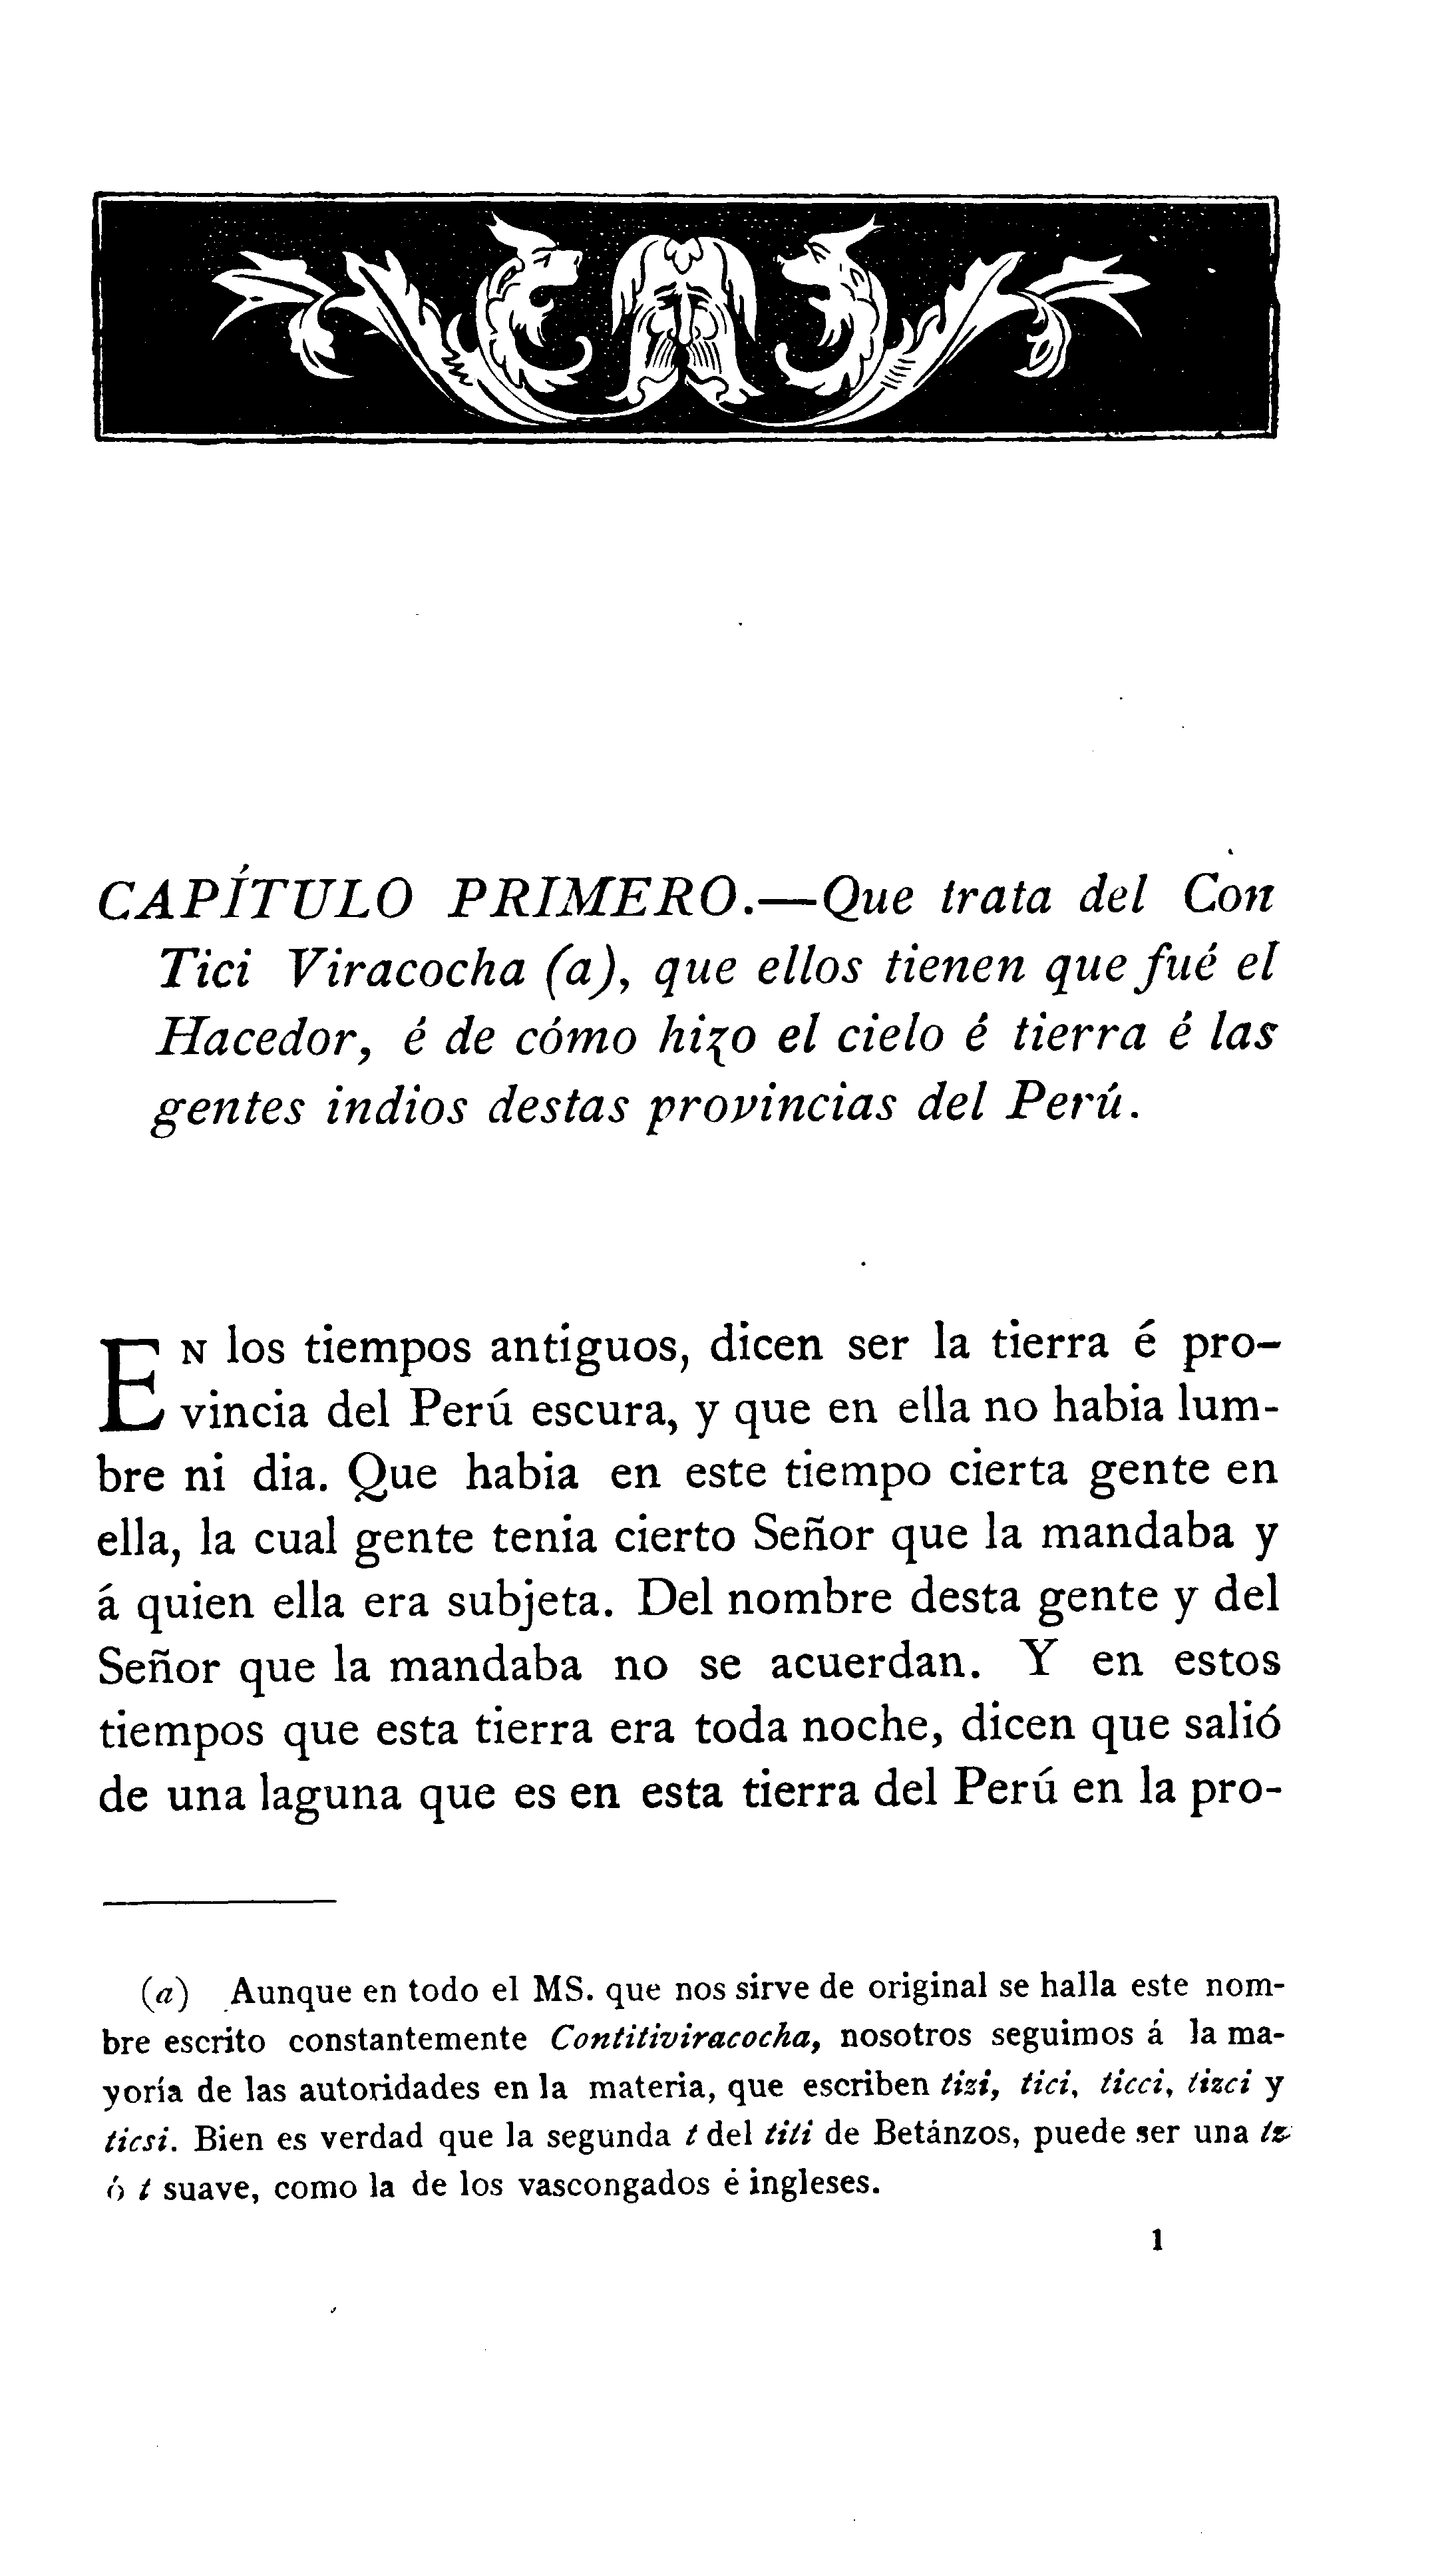 CAPÍTULO PRIMERO.—Que trata del Con
Tici Viracocha (a), que ellos tienen que fué el
Hacedor, é de cómo hizo el cielo é tierra é las
gentes indios destas provincias del Perú.
EN los tiempos antiguos, dicen ser la tierra é pro-
vincia del Perú escura, y que en ella no habia lum-
bre ni dia. Que habia en este tiempo cierta gente en
ella, la cual gente tenia cierto Señor que la mandaba y
á quien ella era subjeta. Del nombre desta gente y del
Señor que la mandaba no se acuerdan. Y en estos
tiempos que esta tierra era toda noche, dicen que salió
de una laguna que es en esta tierra del Perú en la pro-
(a) Aunque en todo el MS. que nos sirve de original se halla este nom-
bre escrito constantemente Contitiviracocha, nosotros seguimos á la ma-
yoría de las autoridades en la materia, que escriben tizi, tici, ticci, tizci y
ticsi. Bien es verdad que la segunda t del titi de Betánzos, puede ser una tz
ó t suave, como la de los vascongados é ingleses.
1